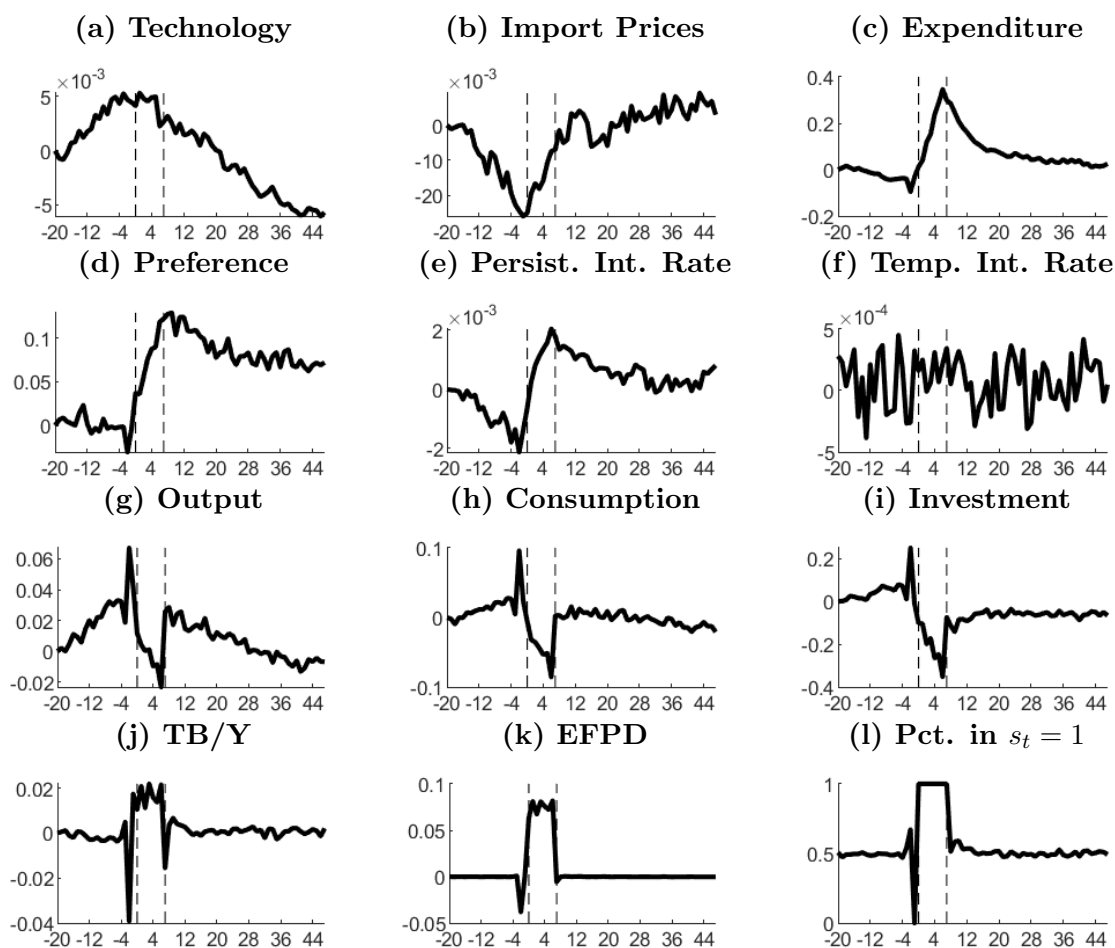 (a) Technology (b) Import Prices (c) Expenditure
×10⁻³ ×10⁻³
5 0 -5
0 -10 -20
0.4 0.2 0 -0.2
-20 -12 -4 4 12 20 28 36 44 -20 -12 -4 4 12 20 28 36 44 -20 -12 -4 4 12 20 28 36 44
(d) Preference (e) Persist. Int. Rate (f) Temp. Int. Rate
×10⁻³ ×10⁻⁴
0.1 0.05 0
2 0 -2
5 0 -5
-20 -12 -4 4 12 20 28 36 44 -20 -12 -4 4 12 20 28 36 44 -20 -12 -4 4 12 20 28 36 44
(g) Output (h) Consumption (i) Investment
0.06 0.04 0.02 0 -0.02
0.1 0 -0.1
0.2 0 -0.2 -0.4
-20 -12 -4 4 12 20 28 36 44 -20 -12 -4 4 12 20 28 36 44 -20 -12 -4 4 12 20 28 36 44
(j) TB/Y (k) EFPD (l) Pct. in sₜ = 1
0.02 0 -0.02 -0.04
0.1 0.05 0 -0.05
1 0.5 0
-20 -12 -4 4 12 20 28 36 44 -20 -12 -4 4 12 20 28 36 44 -20 -12 -4 4 12 20 28 36 44